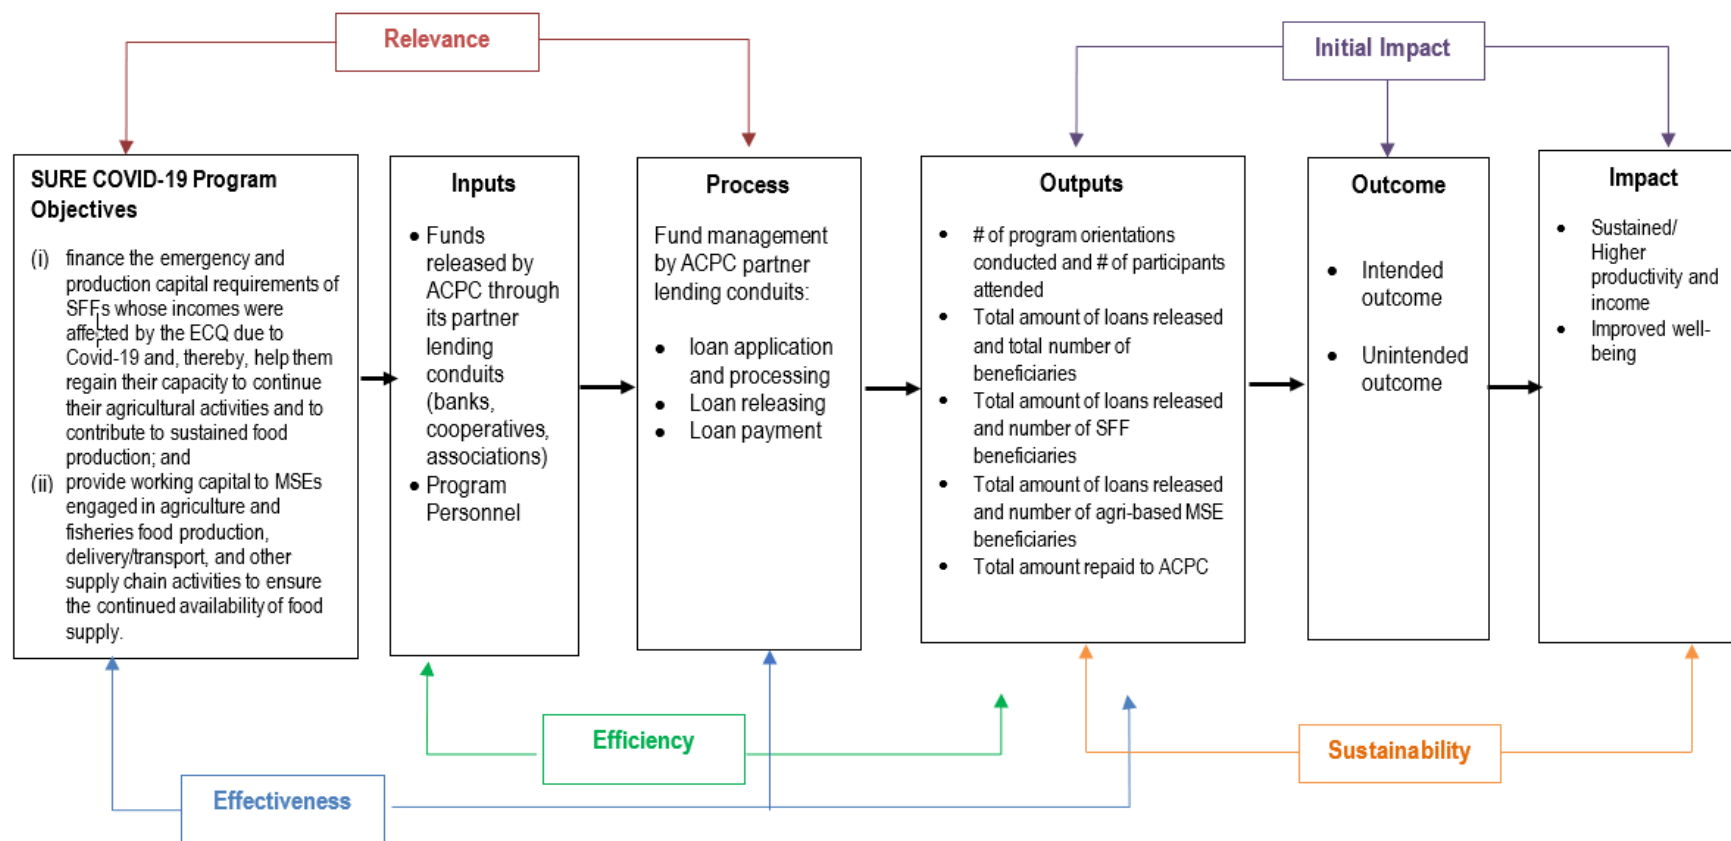 Relevance
Initial Impact
SURE COVID-19 Program
Objectives
(i) finance the emergency and
production capital requirements of
SFFs whose incomes were
affected by the ECQ due to
Covid-19 and, thereby, help them
regain their capacity to continue
their agricultural activities and to
contribute to sustained food
production; and
(ii) provide working capital to MSEs
engaged in agriculture and
fisheries food production,
delivery/transport, and other
supply chain activities to ensure
the continued availability of food
supply.
Inputs
• Funds
released by
ACPC through
its partner
lending
conduits
(banks,
cooperatives,
associations)
• Program
Personnel
Process
Fund management
by ACPC partner
lending conduits:
• loan application
and processing
• Loan releasing
• Loan payment
Outputs
• # of program orientations
conducted and # of participants
attended
• Total amount of loans released
and total number of
beneficiaries
• Total amount of loans released
and number of SFF
beneficiaries
• Total amount of loans released
and number of agri-based MSE
beneficiaries
• Total amount repaid to ACPC
Outcome
• Intended
outcome
• Unintended
outcome
Impact
• Sustained/
Higher
productivity and
income
• Improved well-
being
Efficiency
Sustainability
Effectiveness